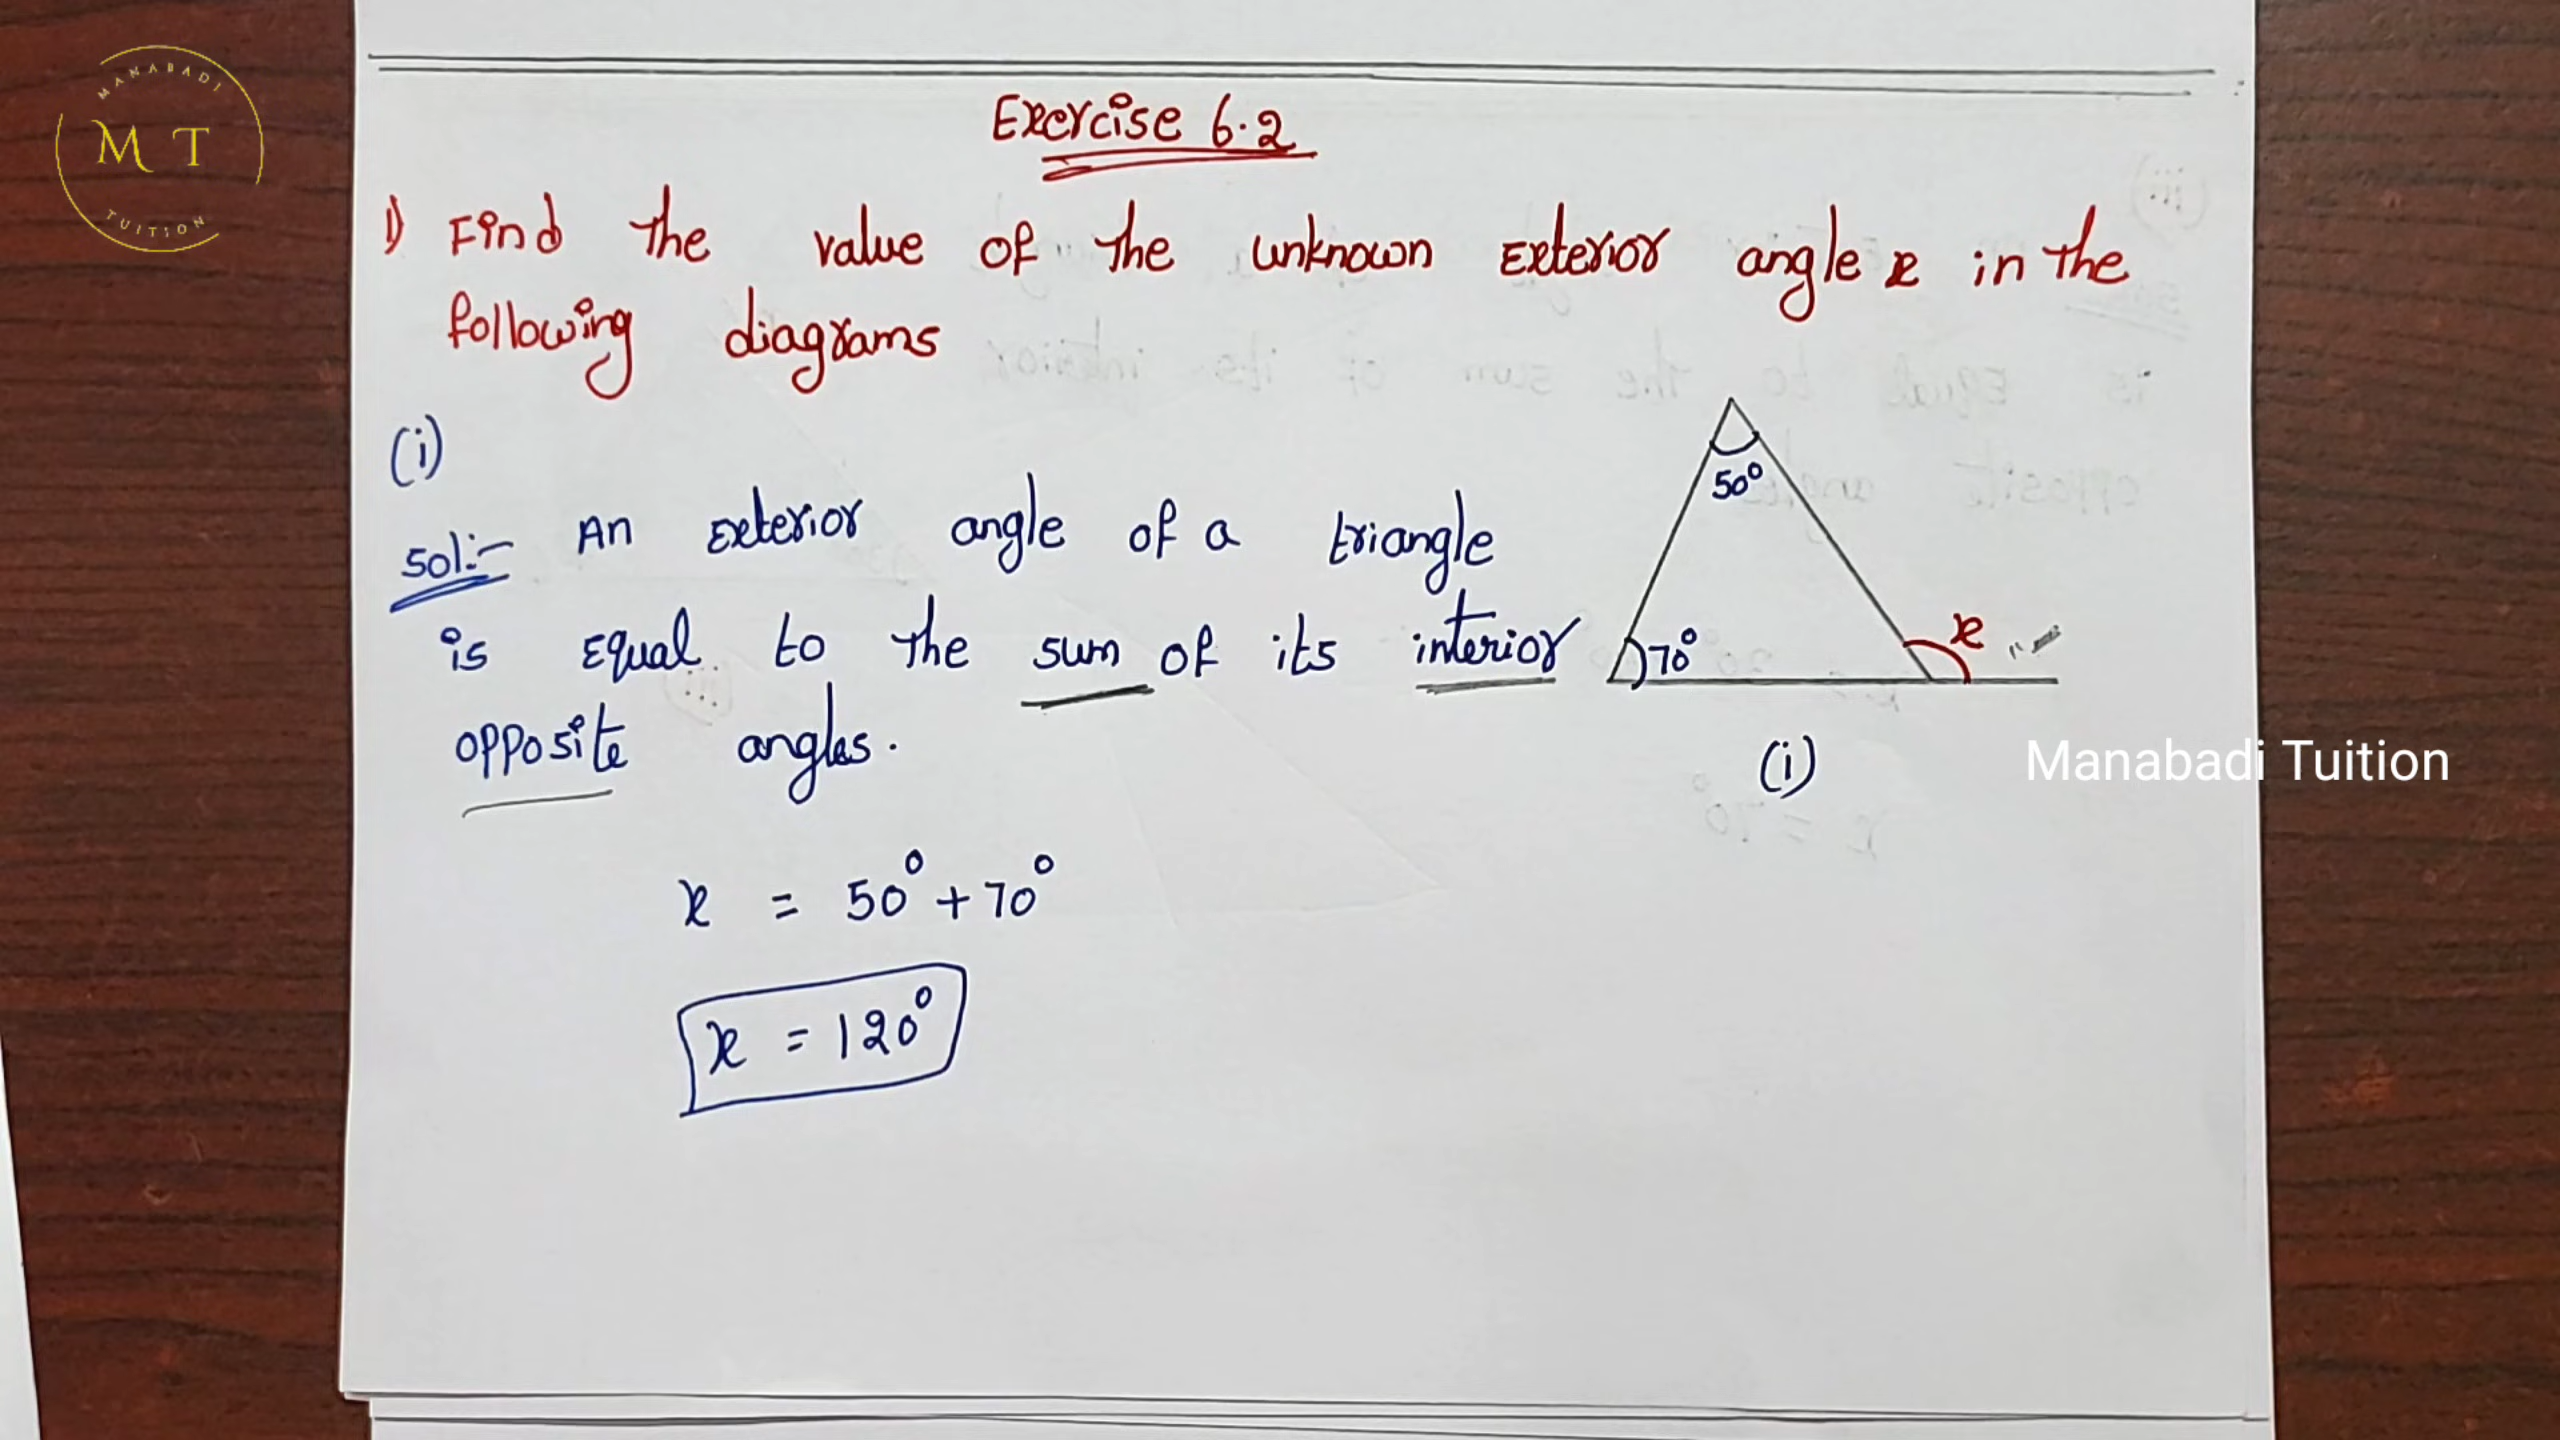 MANABADI
M T
TUITION
Exercise 6.2
1) Find the value of the unknown Exterior angle x in the
following diagrams
(i)
Sol:- An exterior angle of a triangle
is Equal to the sum of its interior
opposite angles.
50°
70°
x
(i)
Manabadi Tuition
x = 50° + 70°
x = 120°